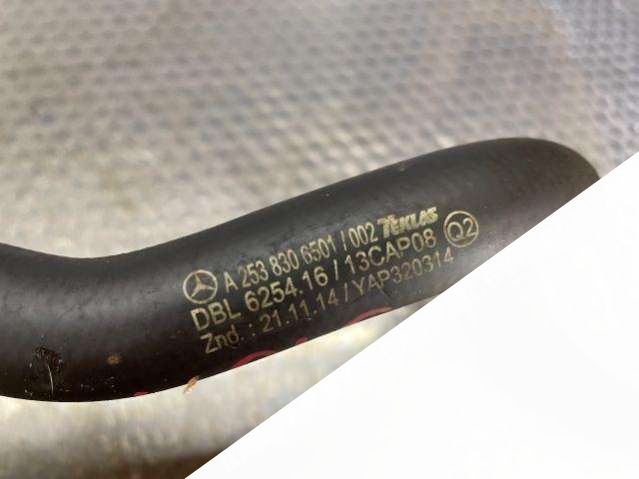 A 253 830 6501 / 002 TEKLAS
DBL 6254.16 / 13CAP08 Q2
Znd. : 21.11.14 / YAP320314